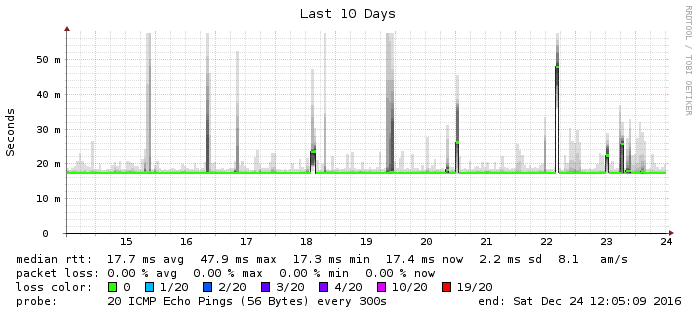 Last 10 Days
RRDTOOL / TOBI OETIKER
Seconds
50 m
40 m
30 m
20 m
10 m
0
15 16 17 18 19 20 21 22 23 24
median rtt: 17.7 ms avg 47.9 ms max 17.3 ms min 17.4 ms now 2.2 ms sd 8.1 am/s
packet loss: 0.00 % avg 0.00 % max 0.00 % min 0.00 % now
loss color: 0 1/20 2/20 3/20 4/20 10/20 19/20
probe: 20 ICMP Echo Pings (56 Bytes) every 300s end: Sat Dec 24 12:05:09 2016